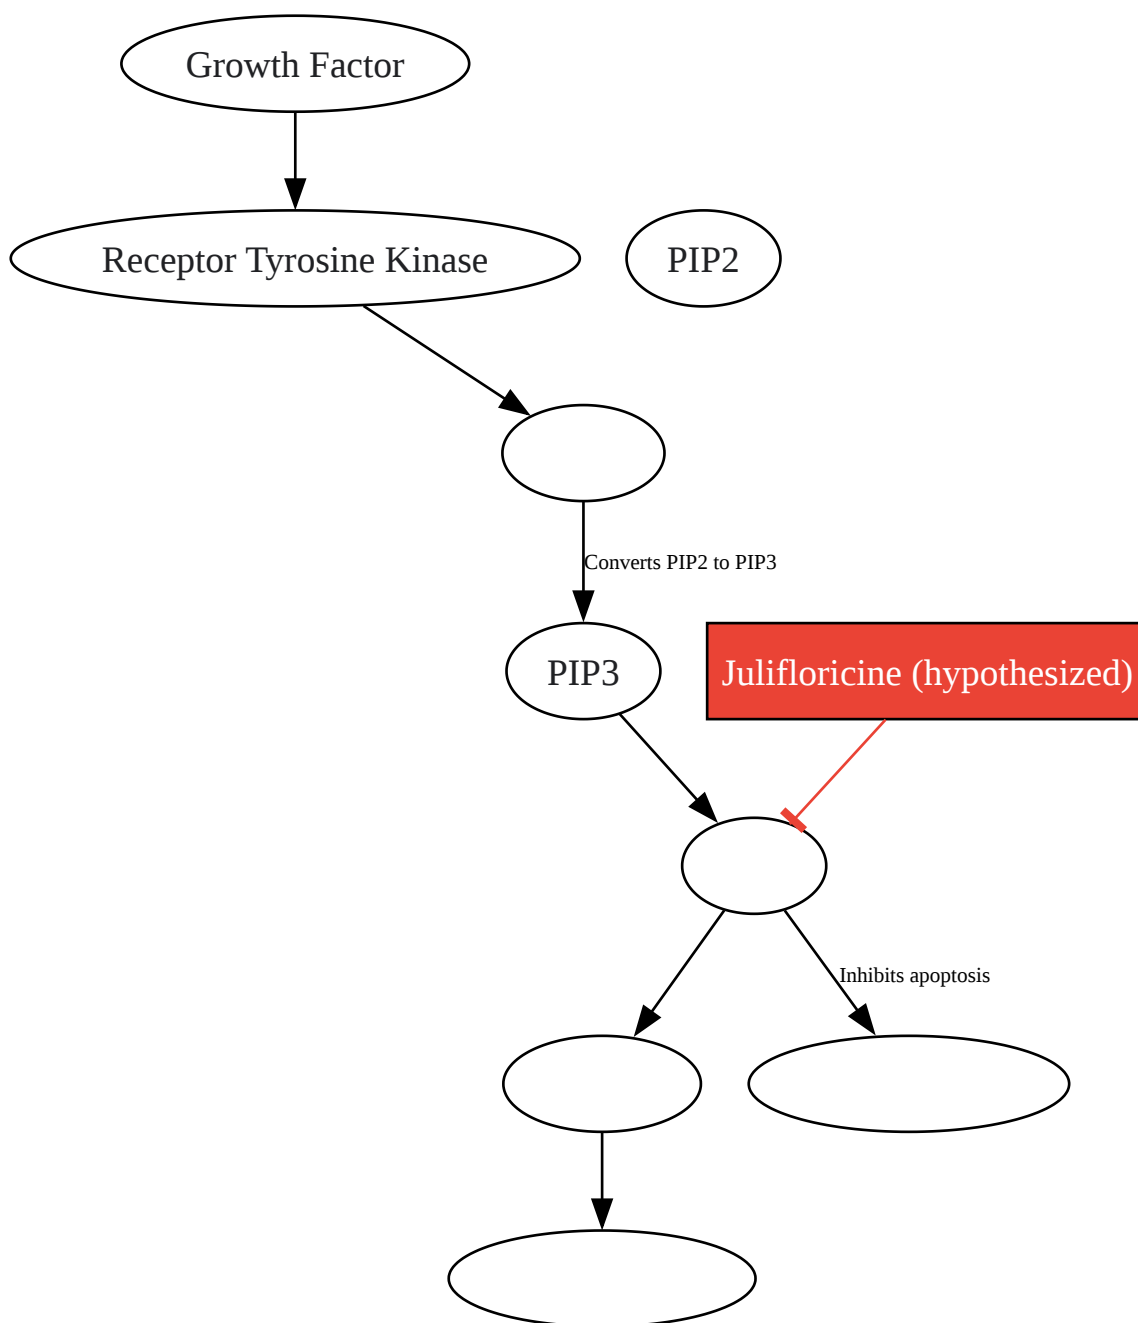 Growth Factor
Receptor Tyrosine Kinase
PIP2
Converts PIP2 to PIP3
PIP3
Julifloricine (hypothesized)
Inhibits apoptosis